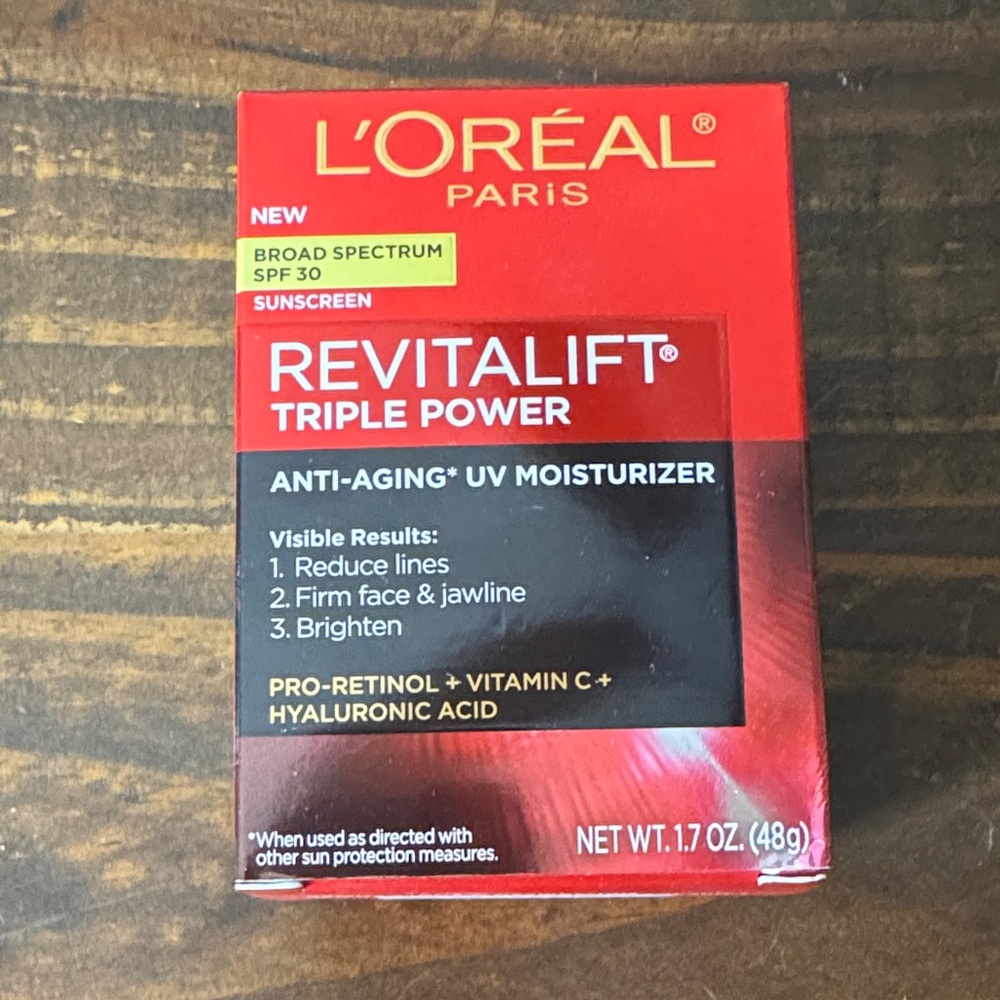 L'ORÉAL®
PARiS
NEW
BROAD SPECTRUM
SPF 30
SUNSCREEN
REVITALIFT®
TRIPLE POWER
ANTI-AGING* UV MOISTURIZER
Visible Results:
1. Reduce lines
2. Firm face & jawline
3. Brighten
PRO-RETINOL + VITAMIN C +
HYALURONIC ACID
*When used as directed with
other sun protection measures.
NET WT. 1.7 OZ. (48g)